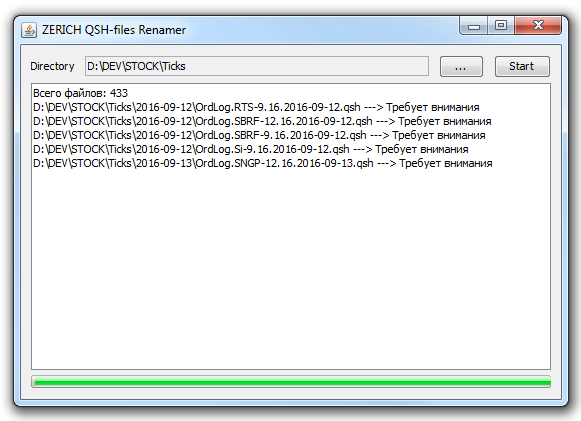 ZERICH QSH-files Renamer
Directory D:\DEV\STOCK\Ticks ... Start
Всего файлов: 433
D:\DEV\STOCK\Ticks\2016-09-12\OrdLog.RTS-9.16.2016-09-12.qsh ---> Требует внимания
D:\DEV\STOCK\Ticks\2016-09-12\OrdLog.SBRF-12.16.2016-09-12.qsh ---> Требует внимания
D:\DEV\STOCK\Ticks\2016-09-12\OrdLog.SBRF-9.16.2016-09-12.qsh ---> Требует внимания
D:\DEV\STOCK\Ticks\2016-09-12\OrdLog.Si-9.16.2016-09-12.qsh ---> Требует внимания
D:\DEV\STOCK\Ticks\2016-09-13\OrdLog.SNGP-12.16.2016-09-13.qsh ---> Требует внимания